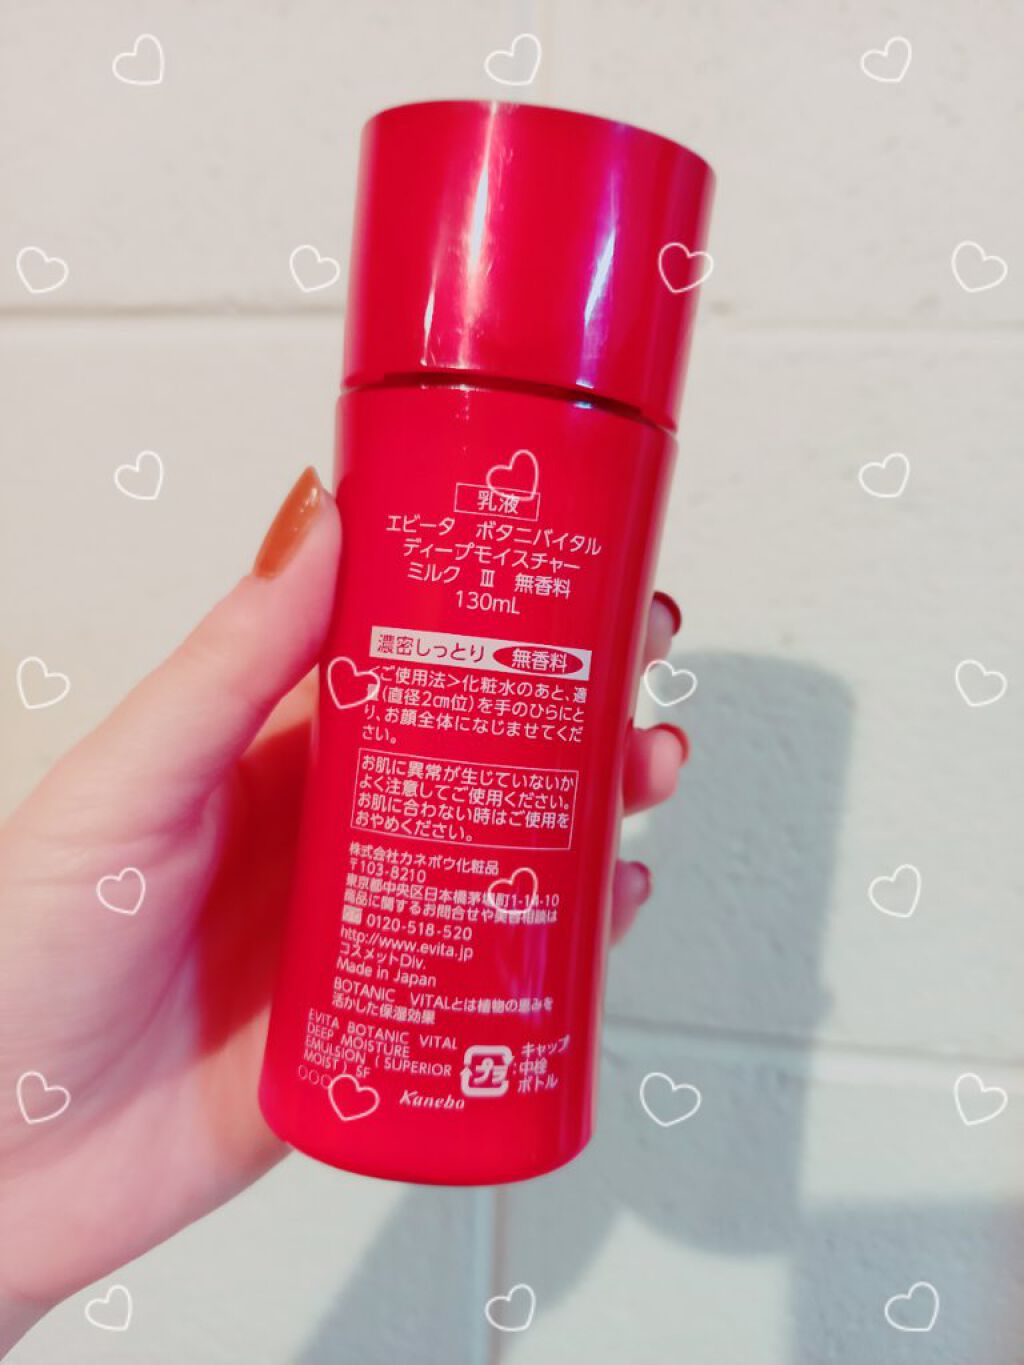 乳液
エビータ ボタニバイタル
ディープモイスチャー
ミルク Ⅲ 無香料
130mL
濃密しっとり 無香料
<ご使用法>化粧水のあと、適
量(直径2cm位)を手のひらにと
り、お顔全体になじませてくだ
さい。
お肌に異常が生じていないか
よく注意してご使用ください。
お肌に合わない時はご使用を
おやめください。
株式会社カネボウ化粧品
〒103-8210
東京都中央区日本橋茅場町1-14-10
商品に関するお問合せや美容相談は
0120-518-520
http://www.evita.jp
コスメットDiv.
Made in Japan
BOTANIC VITALとは植物の恵みを
活かした保湿効果
EVITA BOTANIC VITAL
DEEP MOISTURE
EMULSION (SUPERIOR
MOIST) SF
プラ
:キャップ
中栓
ボトル
Kanebo